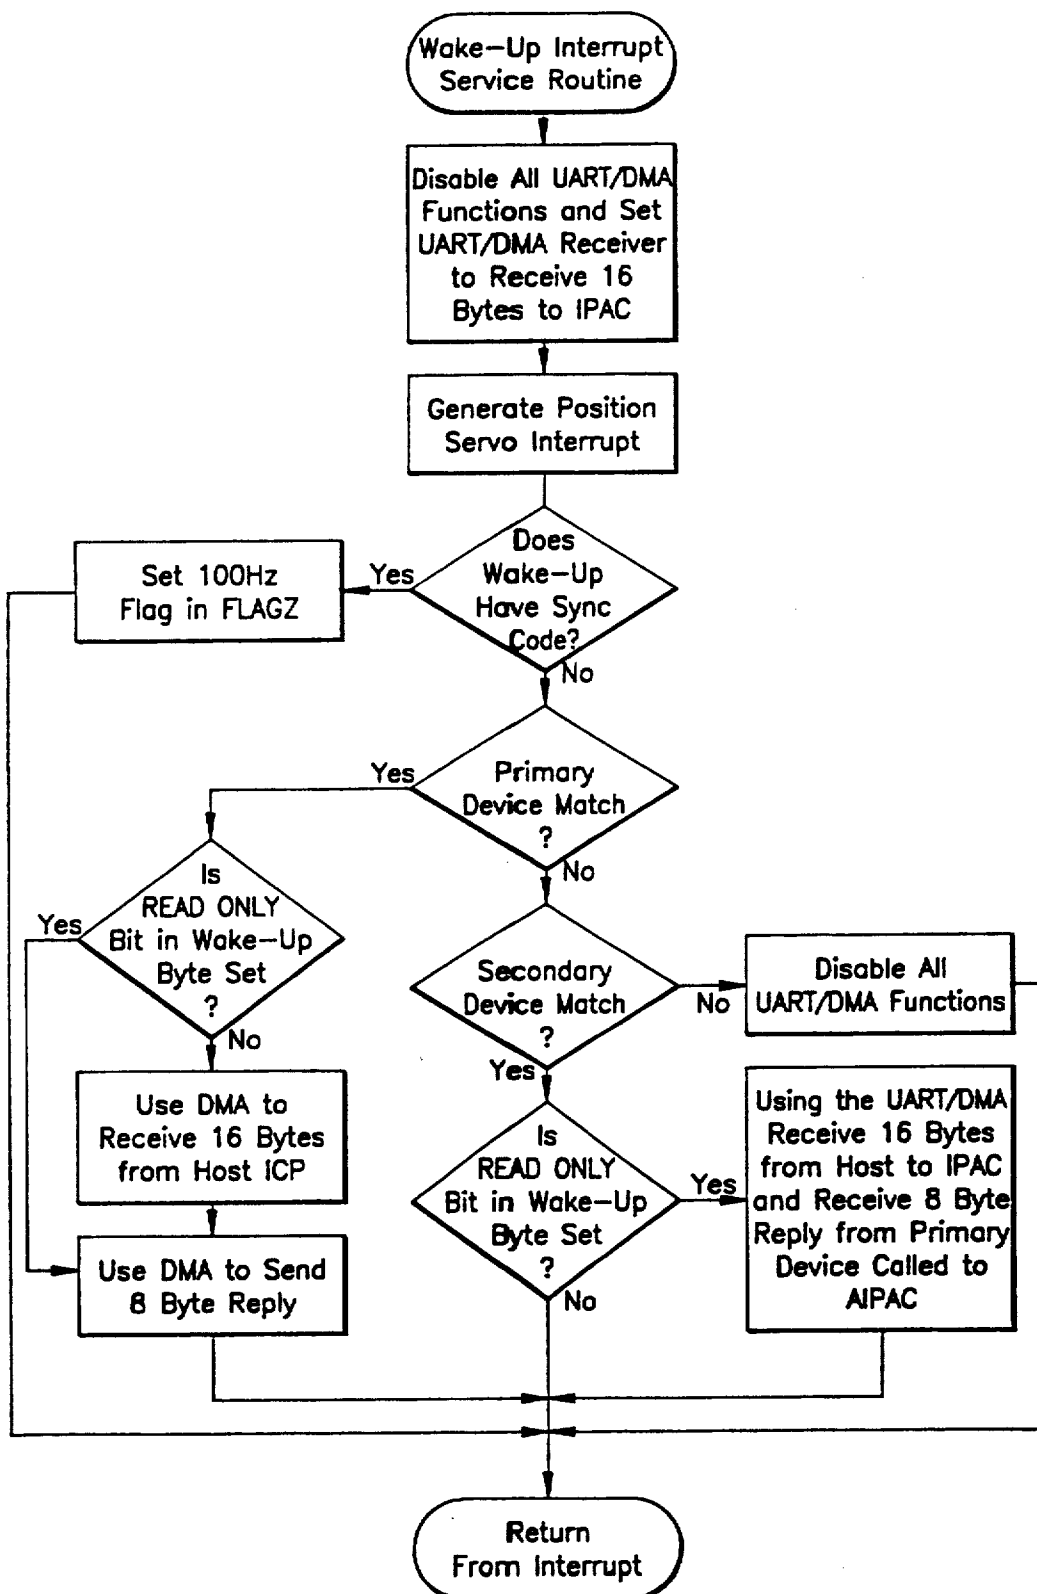 Wake-Up Interrupt
Service Routine
Disable All UART/DMA
Functions and Set
UART/DMA Receiver
to Receive 16
Bytes to IPAC
Generate Position
Servo Interrupt
Does
Wake-Up
Have Sync
Code?
Yes
No
Set 100Hz
Flag in FLAGZ
Primary
Device Match
?
Yes
No
Is
READ ONLY
Bit in Wake-Up
Byte Set
?
Yes
No
Secondary
Device Match
?
No
Yes
Disable All
UART/DMA Functions
Use DMA to
Receive 16 Bytes
from Host ICP
Is
READ ONLY
Bit in Wake-Up
Byte Set
?
Yes
No
Using the UART/DMA
Receive 16 Bytes
from Host to IPAC
and Receive 8 Byte
Reply from Primary
Device Called to
AIPAC
Use DMA to Send
8 Byte Reply
Return
From Interrupt